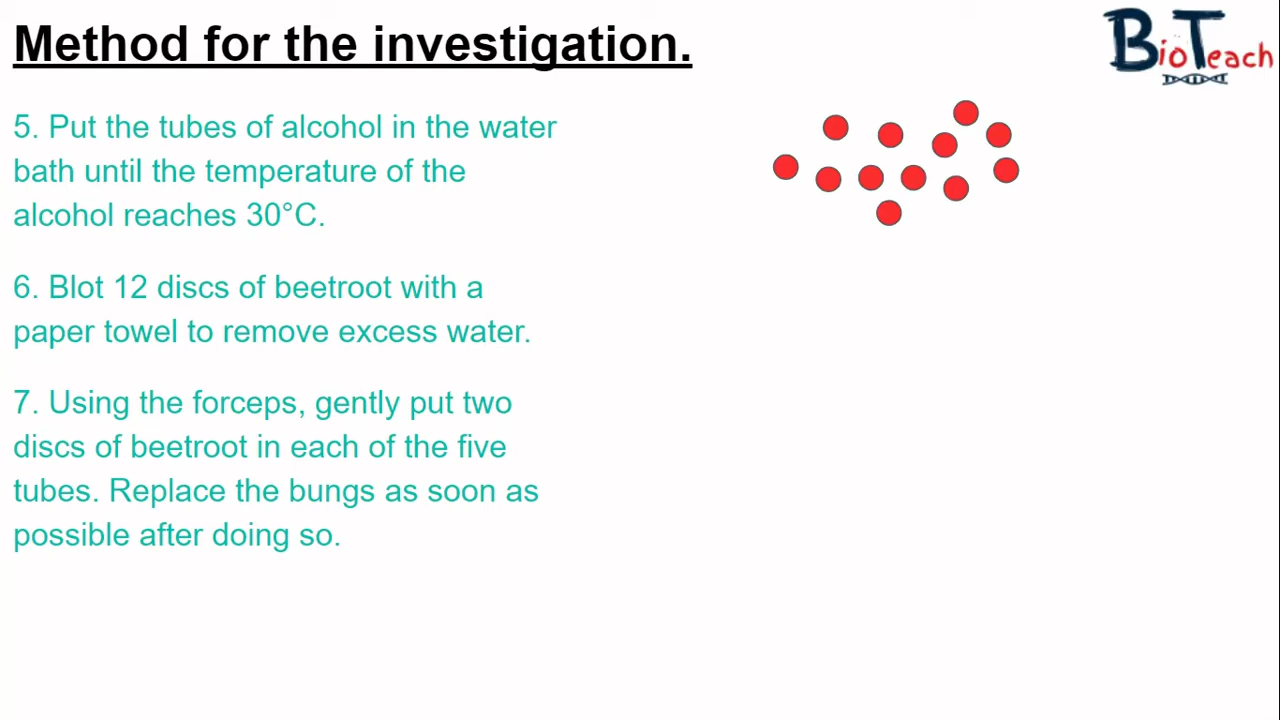 Method for the investigation.
BioTeach
5. Put the tubes of alcohol in the water
bath until the temperature of the
alcohol reaches 30°C.
6. Blot 12 discs of beetroot with a
paper towel to remove excess water.
7. Using the forceps, gently put two
discs of beetroot in each of the five
tubes. Replace the bungs as soon as
possible after doing so.